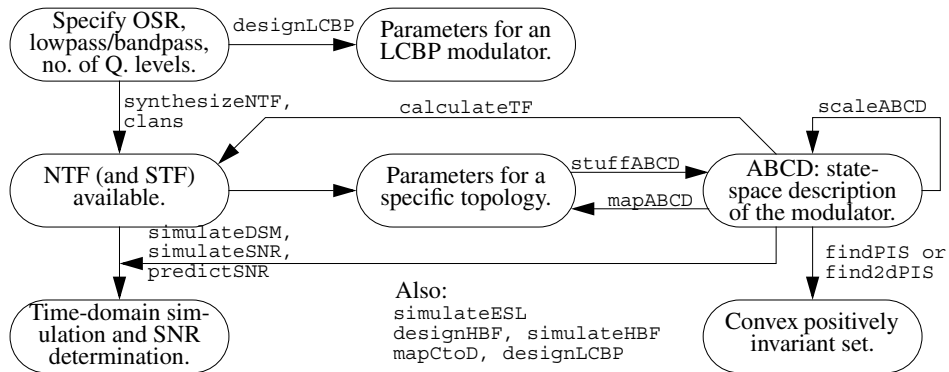 Specify OSR,
lowpass/bandpass,
no. of Q. levels.
designLCBP
Parameters for an
LCBP modulator.
synthesizeNTF,
clans
calculateTF
scaleABCD
NTF (and STF)
available.
Parameters for a
specific topology.
stuffABCD
mapABCD
ABCD: state-
space description
of the modulator.
simulateDSM,
simulateSNR,
predictSNR
findPIS or
find2dPIS
Time-domain sim-
ulation and SNR
determination.
Also:
simulateESL
designHBF, simulateHBF
mapCtoD, designLCBP
Convex positively
invariant set.